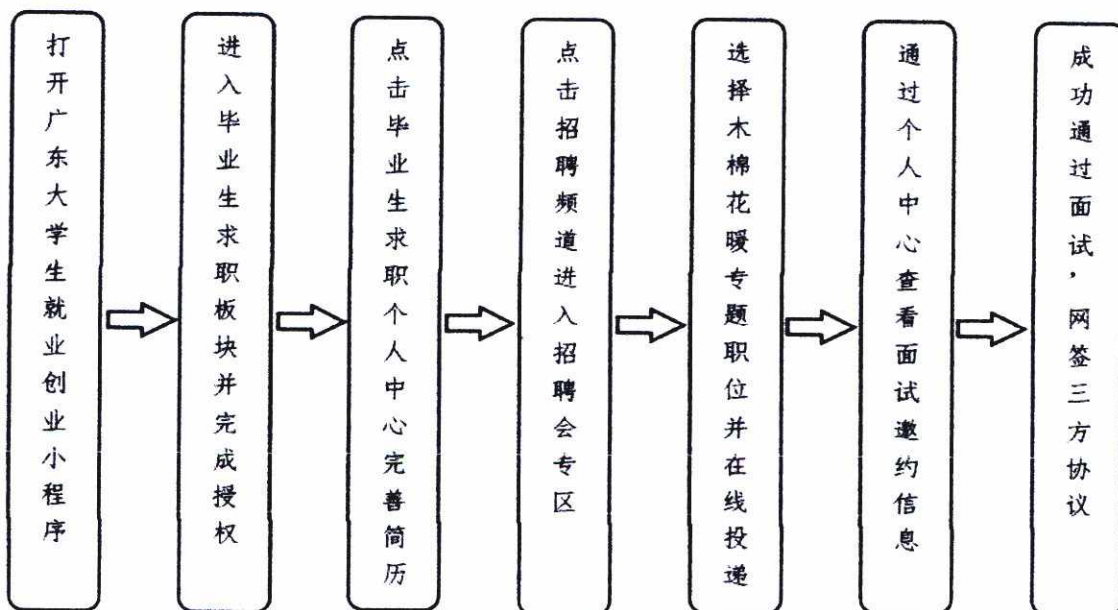 打开广东大学生就业创业小程序
进入毕业生求职板块并完成授权
点击毕业生求职个人中心完善简历
点击招聘频道进入招聘会专区
选择木棉花暖专题职位并在线投递
通过个人中心查看面试邀约信息
成功通过面试，网签三方协议